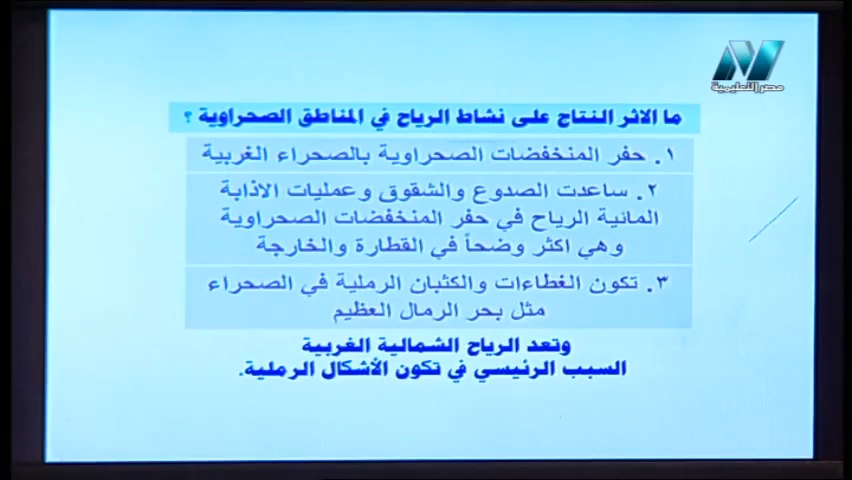 مصر التعليمية
ما الاثر النتاج على نشاط الرياح في المناطق الصحراوية ؟
١. حفر المنخفضات الصحراوية بالصحراء الغربية
٢. ساعدت الصدوع والشقوق وعمليات الاذابة
المائية الرياح في حفر المنخفضات الصحراوية
وهي اكثر وضحاً في القطارة والخارجة
٣. تكون الغطاءات والكثبان الرملية في الصحراء
مثل بحر الرمال العظيم
وتعد الرياح الشمالية الغربية
السبب الرئيسي في تكون الأشكال الرملية.